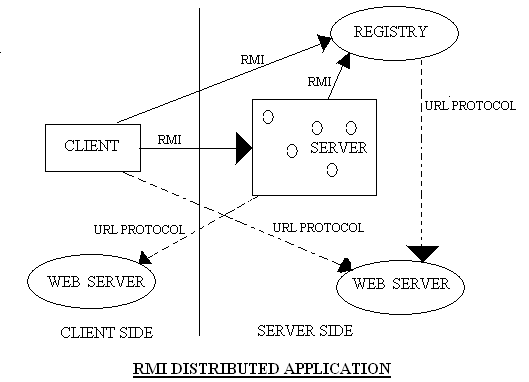 REGISTRY
RMI
RMI
URL PROTOCOL
CLIENT
RMI
SERVER
URL PROTOCOL
URL PROTOCOL
WEB SERVER
WEB SERVER
CLIENT SIDE
SERVER SIDE
RMI DISTRIBUTED APPLICATION